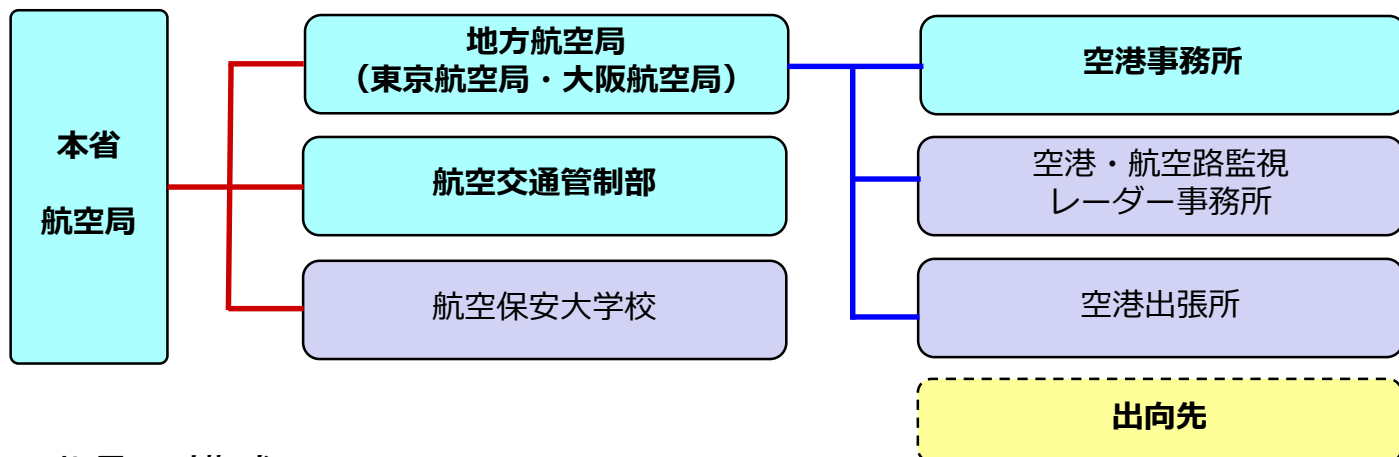 本省
航空局
地方航空局
（東京航空局・大阪航空局）
航空交通管制部
航空保安大学校
空港事務所
空港・航空路監視
レーダー事務所
空港出張所
出向先